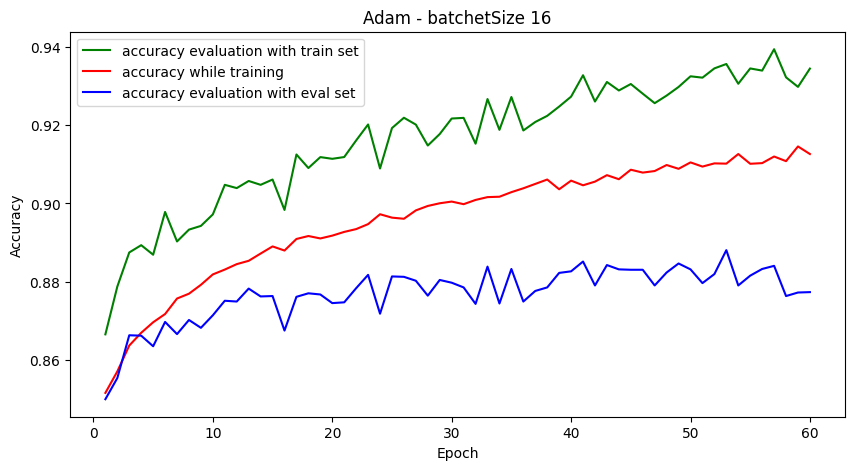 Adam - batchetSize 16
accuracy evaluation with train set
accuracy while training
accuracy evaluation with eval set
0.94
0.92
0.90
0.88
0.86
Accuracy
0 10 20 30 40 50 60
Epoch